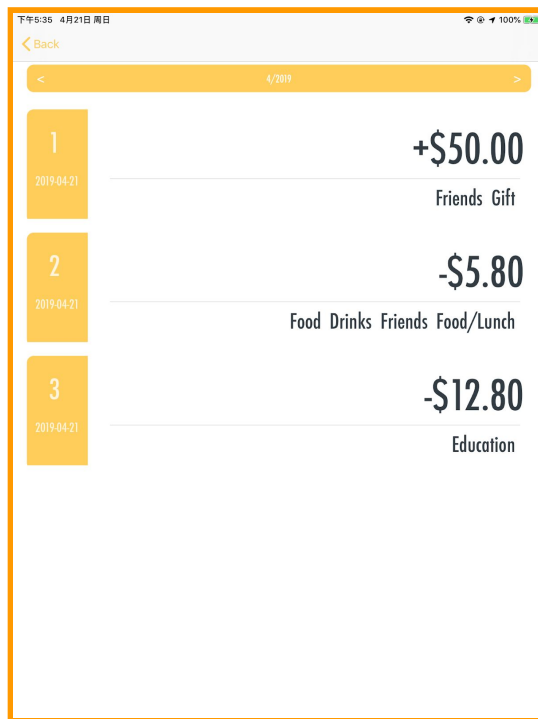 下午5:35 4月21日 周日
100%
Back
< 4/2019 >
1
2019-04-21
+$50.00
Friends Gift
2
2019-04-21
-$5.80
Food Drinks Friends Food/Lunch
3
2019-04-21
-$12.80
Education